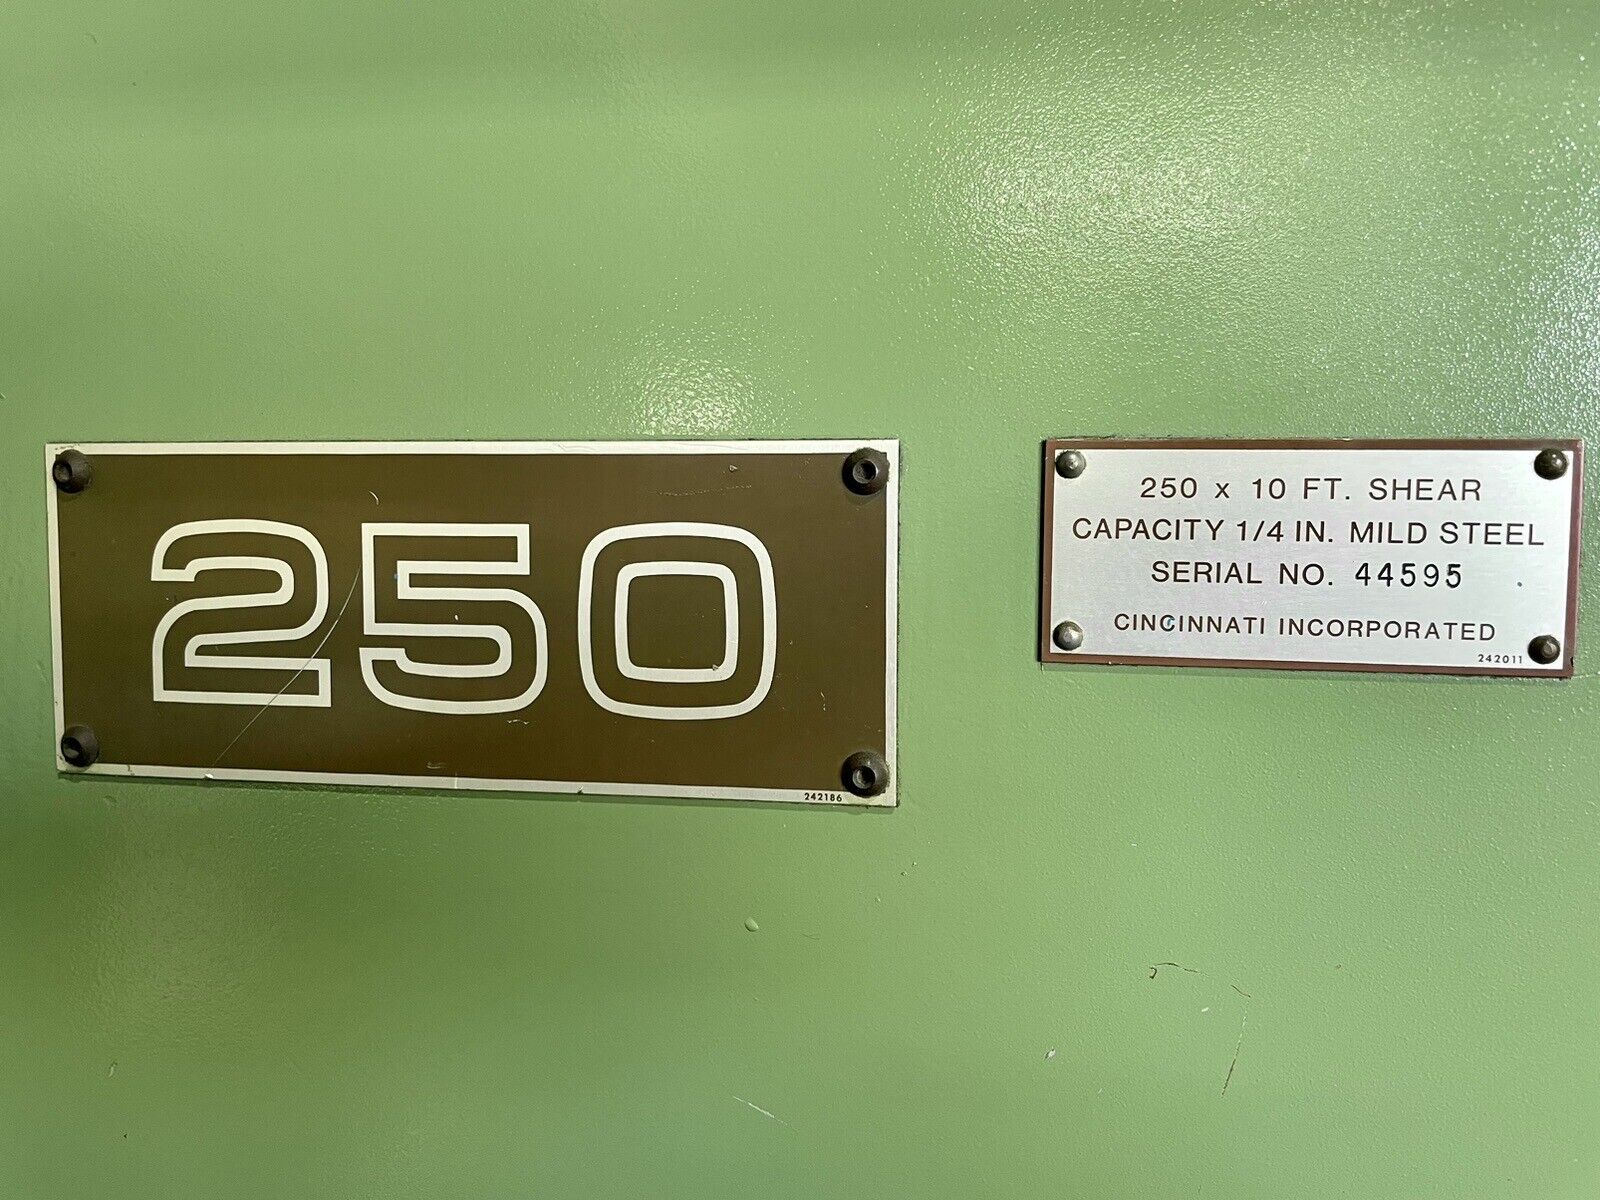 250
242186
250 x 10 FT. SHEAR
CAPACITY 1/4 IN. MILD STEEL
SERIAL NO. 44595
CINCINNATI INCORPORATED
242011